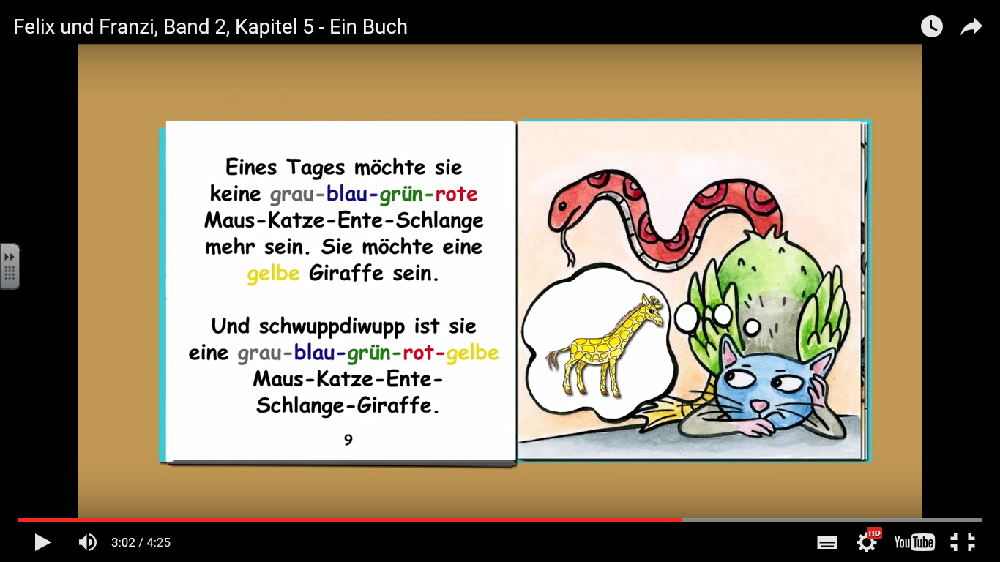 Felix und Franzi, Band 2, Kapitel 5 - Ein Buch
Eines Tages möchte sie
keine grau-blau-grün-rote
Maus-Katze-Ente-Schlange
mehr sein. Sie möchte eine
gelbe Giraffe sein.
Und schwuppdiwupp ist sie
eine grau-blau-grün-rot-gelbe
Maus-Katze-Ente-
Schlange-Giraffe.
9
3:02 / 4:25
HD
YouTube